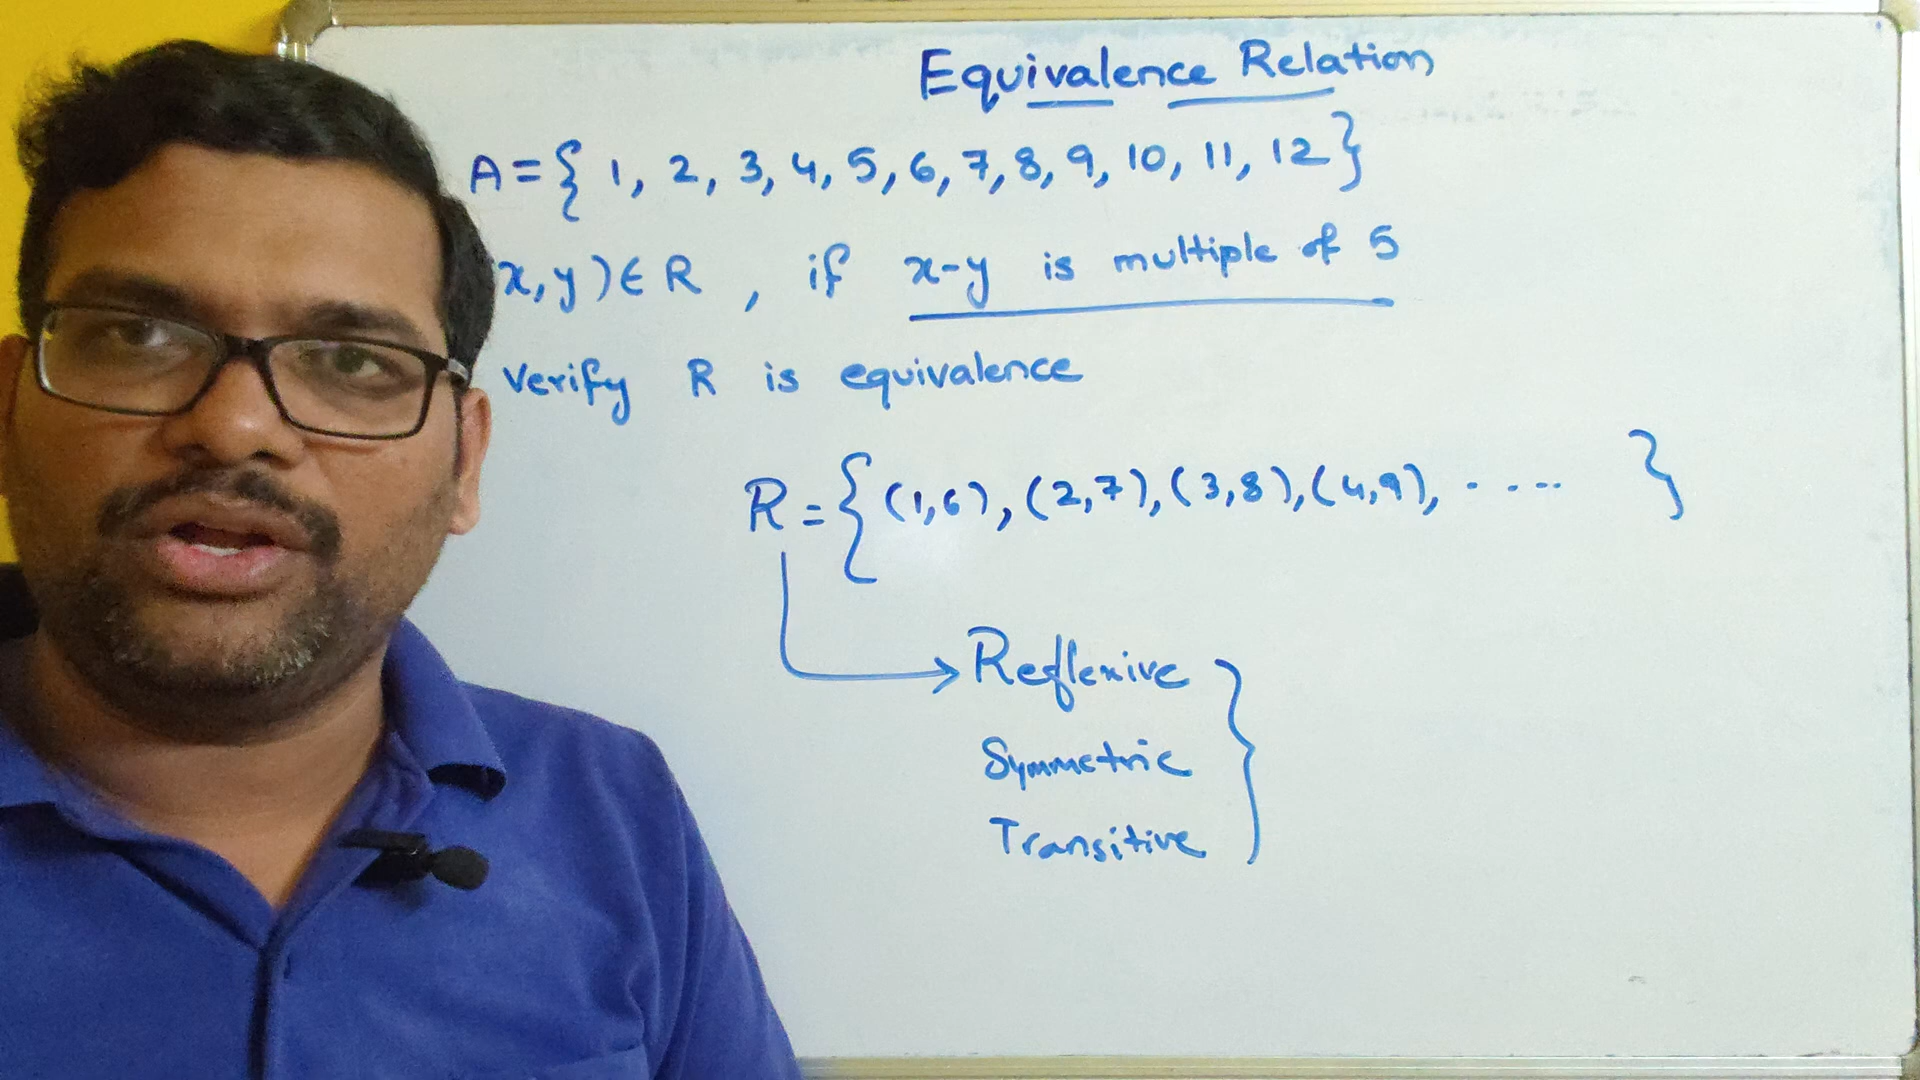 Equivalence Relation
A = { 1, 2, 3, 4, 5, 6, 7, 8, 9, 10, 11, 12 }
x, y ) ∈ R , if x-y is multiple of 5
Verify R is equivalence
R = { (1,6), (2,7), (3,8), (4,9), ..... }
Reflexive
Symmetric
Transitive